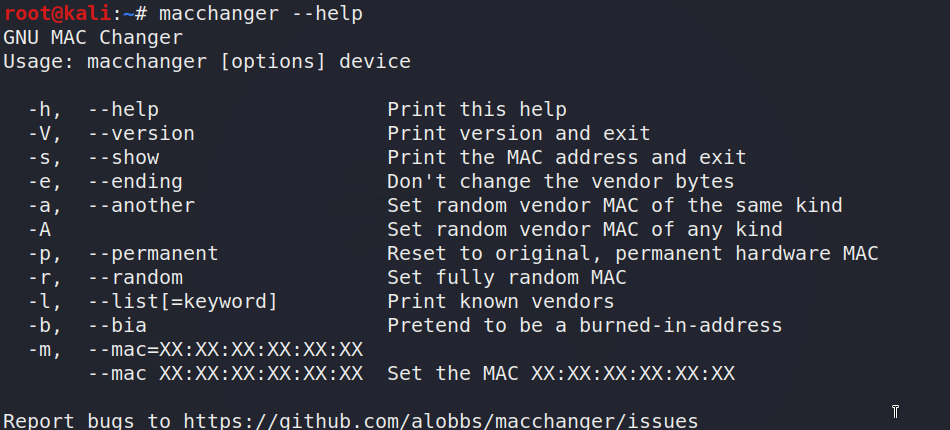 root@kali:~# macchanger --help
GNU MAC Changer
Usage: macchanger [options] device
-h, --help Print this help
-V, --version Print version and exit
-s, --show Print the MAC address and exit
-e, --ending Don't change the vendor bytes
-a, --another Set random vendor MAC of the same kind
-A Set random vendor MAC of any kind
-p, --permanent Reset to original, permanent hardware MAC
-r, --random Set fully random MAC
-l, --list[=keyword] Print known vendors
-b, --bia Pretend to be a burned-in-address
-m, --mac=XX:XX:XX:XX:XX:XX
--mac XX:XX:XX:XX:XX:XX Set the MAC XX:XX:XX:XX:XX:XX
Report bugs to https://github.com/alobbs/macchanger/issues